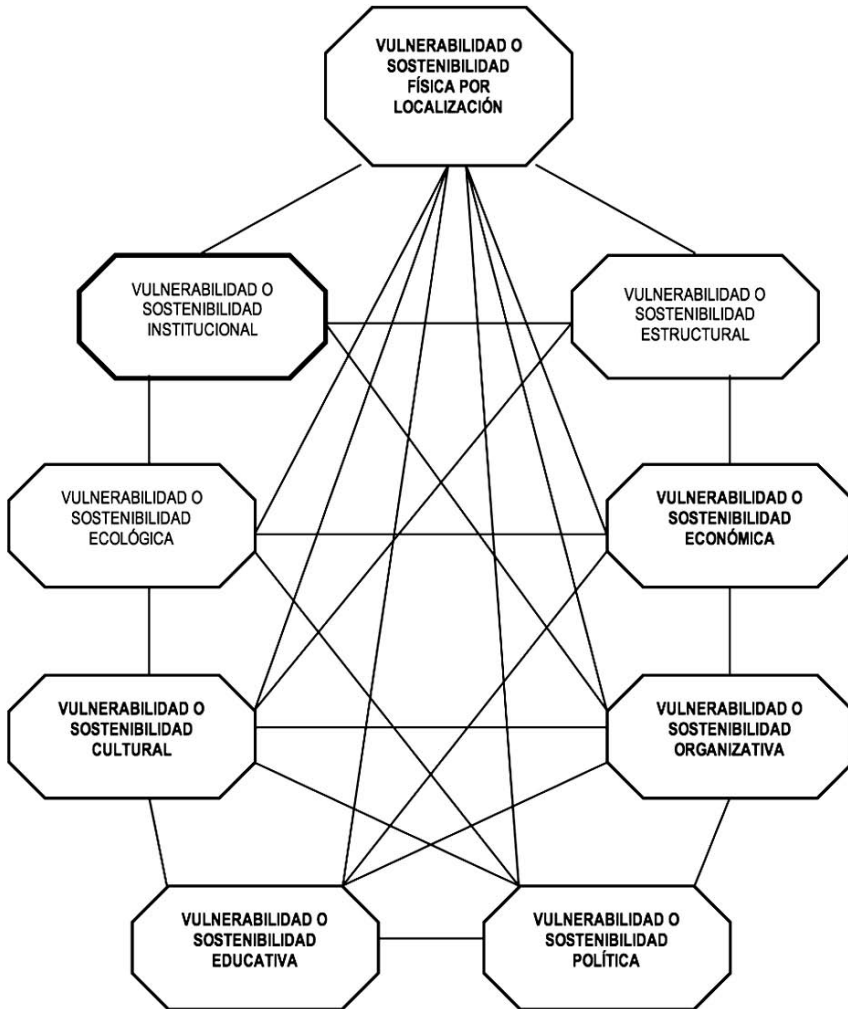 VULNERABILIDAD O
SOSTENIBILIDAD
FÍSICA POR
LOCALIZACIÓN
VULNERABILIDAD O
SOSTENIBILIDAD
INSTITUCIONAL
VULNERABILIDAD O
SOSTENIBILIDAD
ESTRUCTURAL
VULNERABILIDAD O
SOSTENIBILIDAD
ECOLÓGICA
VULNERABILIDAD O
SOSTENIBILIDAD
ECONÓMICA
VULNERABILIDAD O
SOSTENIBILIDAD
CULTURAL
VULNERABILIDAD O
SOSTENIBILIDAD
ORGANIZATIVA
VULNERABILIDAD O
SOSTENIBILIDAD
EDUCATIVA
VULNERABILIDAD O
SOSTENIBILIDAD
POLÍTICA